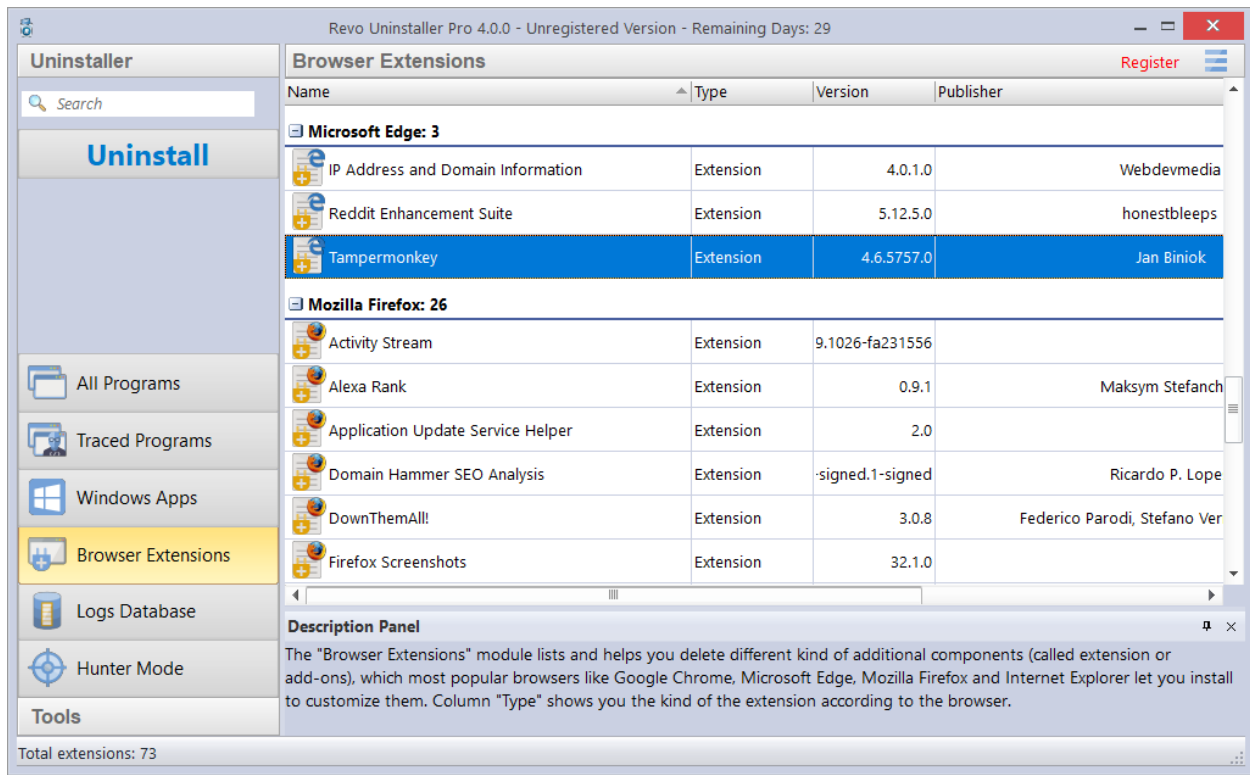 Revo Uninstaller Pro 4.0.0 - Unregistered Version - Remaining Days: 29
Uninstaller
Search
Uninstall
All Programs
Traced Programs
Windows Apps
Browser Extensions
Logs Database
Hunter Mode
Tools
Browser Extensions Register
Name Type Version Publisher
Microsoft Edge: 3
IP Address and Domain Information Extension 4.0.1.0 Webdevmedia
Reddit Enhancement Suite Extension 5.12.5.0 honestbleeps
Tampermonkey Extension 4.6.5757.0 Jan Biniok
Mozilla Firefox: 26
Activity Stream Extension 9.1026-fa231556
Alexa Rank Extension 0.9.1 Maksym Stefanch
Application Update Service Helper Extension 2.0
Domain Hammer SEO Analysis Extension -signed.1-signed Ricardo P. Lope
DownThemAll! Extension 3.0.8 Federico Parodi, Stefano Ver
Firefox Screenshots Extension 32.1.0
Description Panel
The "Browser Extensions" module lists and helps you delete different kind of additional components (called extension or
add-ons), which most popular browsers like Google Chrome, Microsoft Edge, Mozilla Firefox and Internet Explorer let you install
to customize them. Column "Type" shows you the kind of the extension according to the browser.
Total extensions: 73